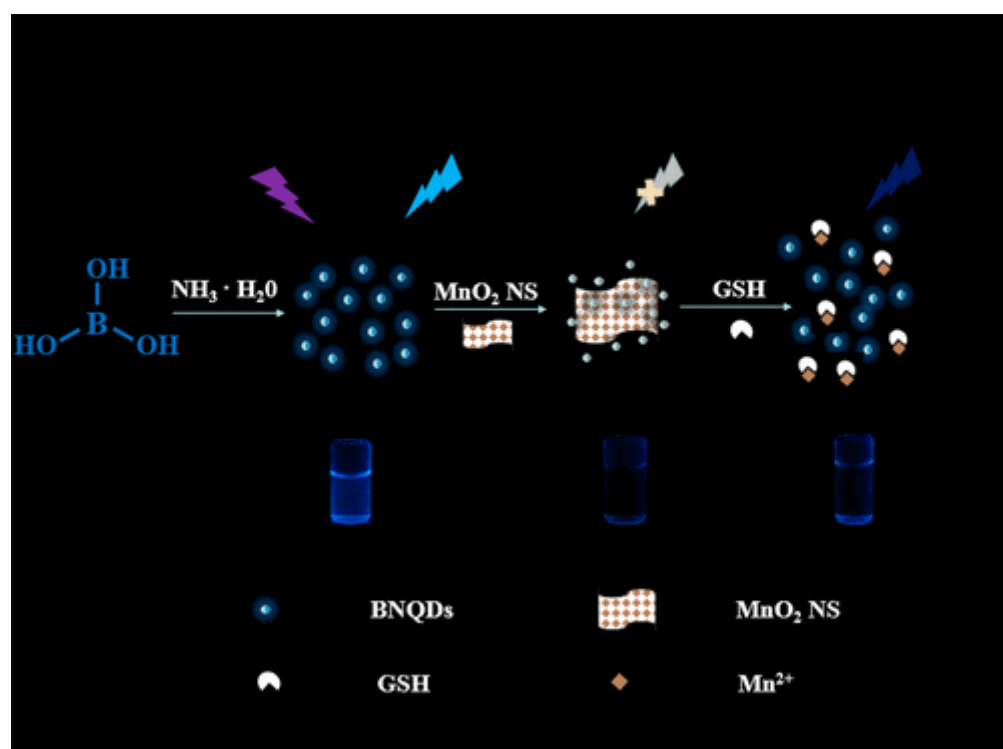 OH
B
HO
OH
NH₃ · H₂0
MnO₂ NS
GSH
BNQDs
MnO₂ NS
GSH
Mn²⁺